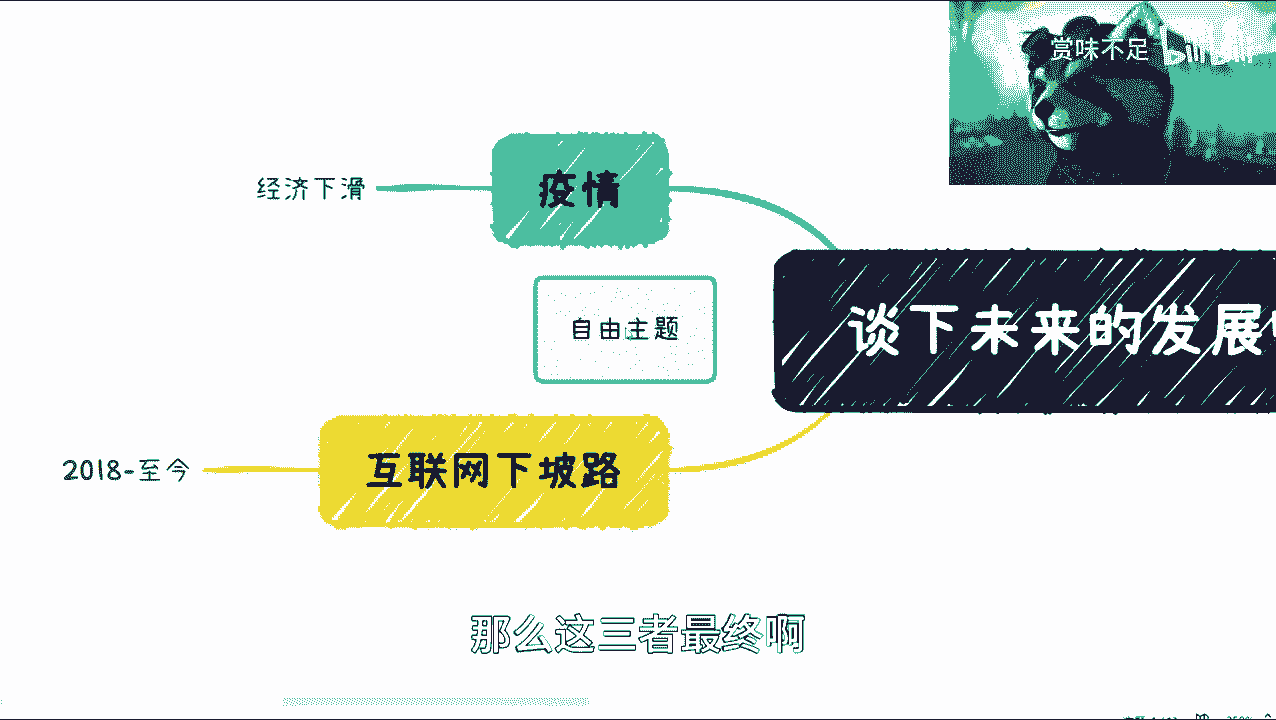 赏味不足 bilibili
经济下滑
疫情
自由主题
谈下未来的发展
2018-至今
互联网下坡路
那么这三者最终啊